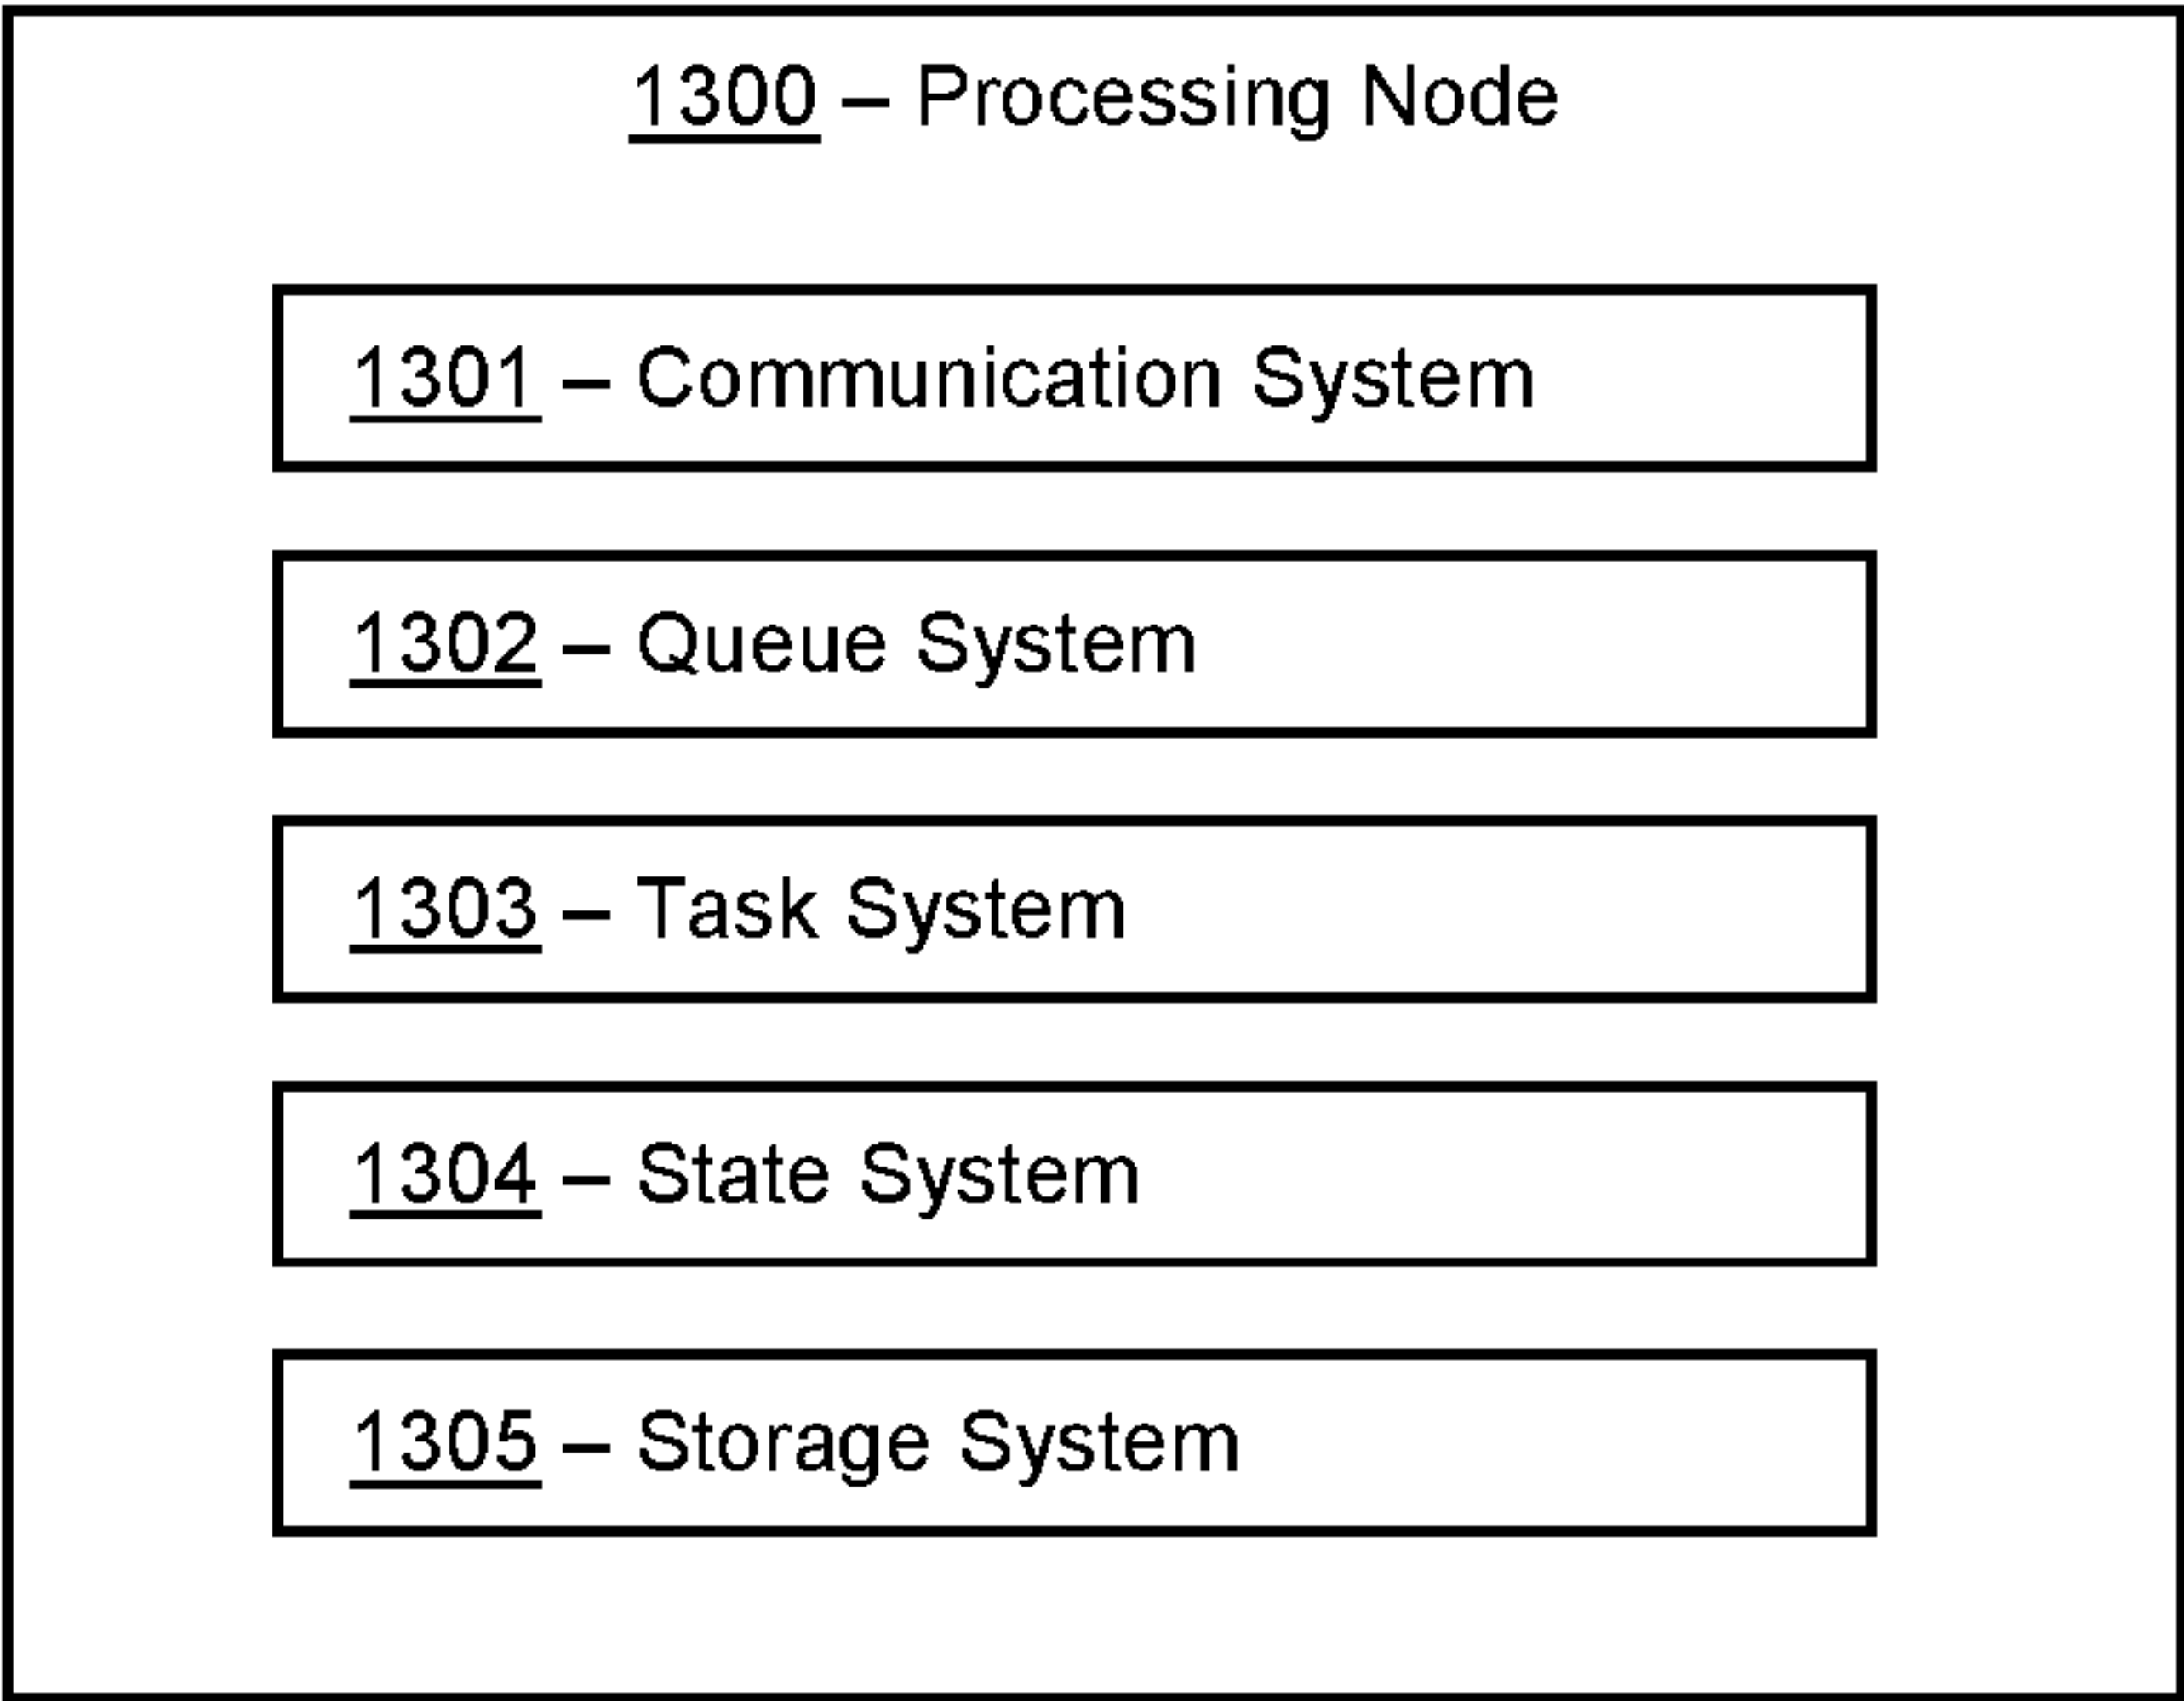 1300 – Processing Node
1301 – Communication System
1302 – Queue System
1303 – Task System
1304 – State System
1305 – Storage System